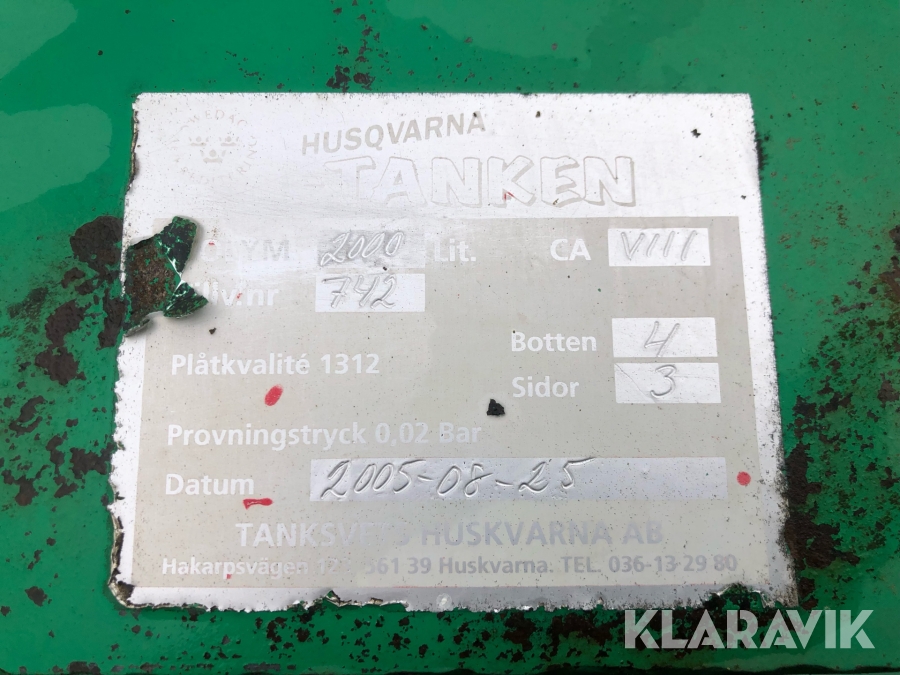 HUSQVARNA
TANKEN
2000 Lit. CA VIII
742
Plåtkvalité 1312
Botten 4
Sidor 3
Provningstryck 0,02 Bar
Datum 2005-08-25
HUSKVARNA AB
Hakarpsvägen 561 39 Huskvarna. TEL. 036-13 29 80
KLARAVIK